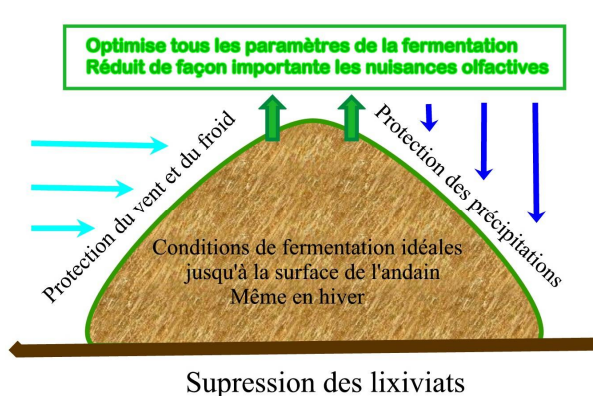 Optimise tous les paramètres de la fermentation
Réduit de façon importante les nuisances olfactives
Protection du vent et du froid
Protection des précipitations
Conditions de fermentation idéales
jusqu'à la surface de l'andain
Même en hiver
Supression des lixiviats